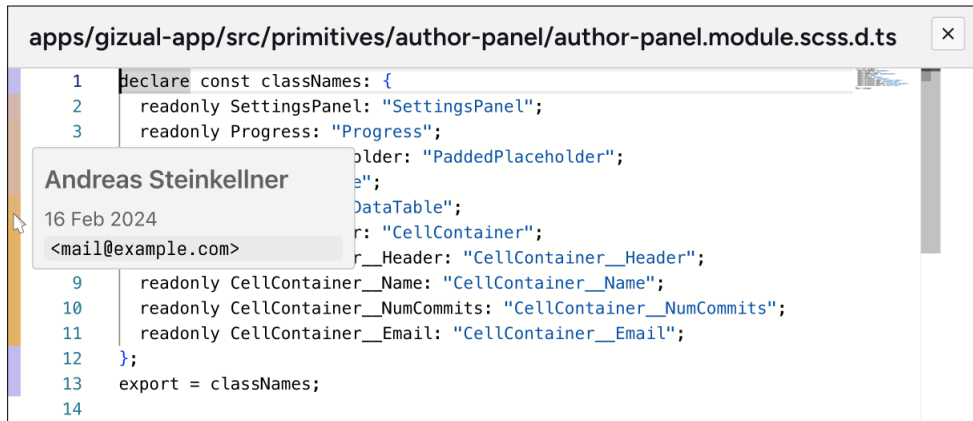 apps/gizual-app/src/primitives/author-panel/author-panel.module.scss.d.ts
1 declare const classNames: {
2 readonly SettingsPanel: "SettingsPanel";
3 readonly Progress: "Progress";
older: "PaddedPlaceholder";
Andreas Steinkellner
e";
16 Feb 2024
DataTable";
r: "CellContainer";
<mail@example.com>
r__Header: "CellContainer__Header";
9 readonly CellContainer__Name: "CellContainer__Name";
10 readonly CellContainer__NumCommits: "CellContainer__NumCommits";
11 readonly CellContainer__Email: "CellContainer__Email";
12 };
13 export = classNames;
14